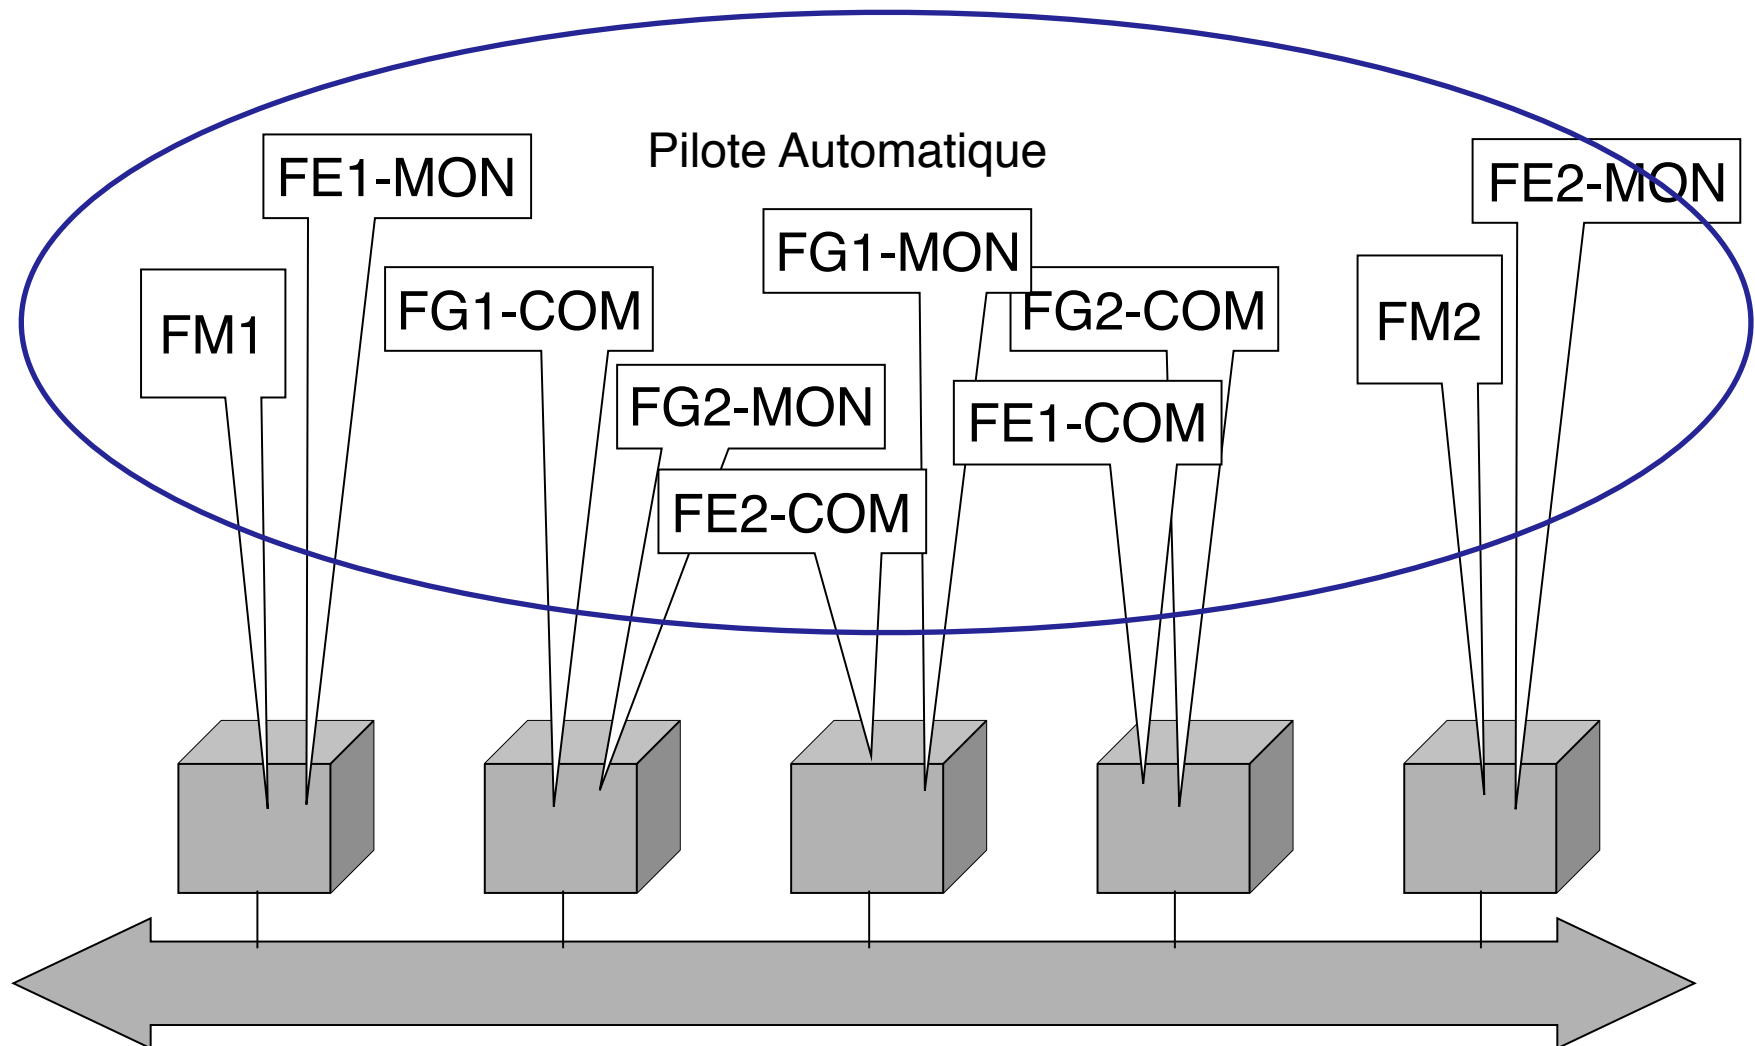 Pilote Automatique
FE1-MON
FE2-MON
FG1-MON
FM1
FG1-COM
FG2-COM
FM2
FG2-MON
FE1-COM
FE2-COM